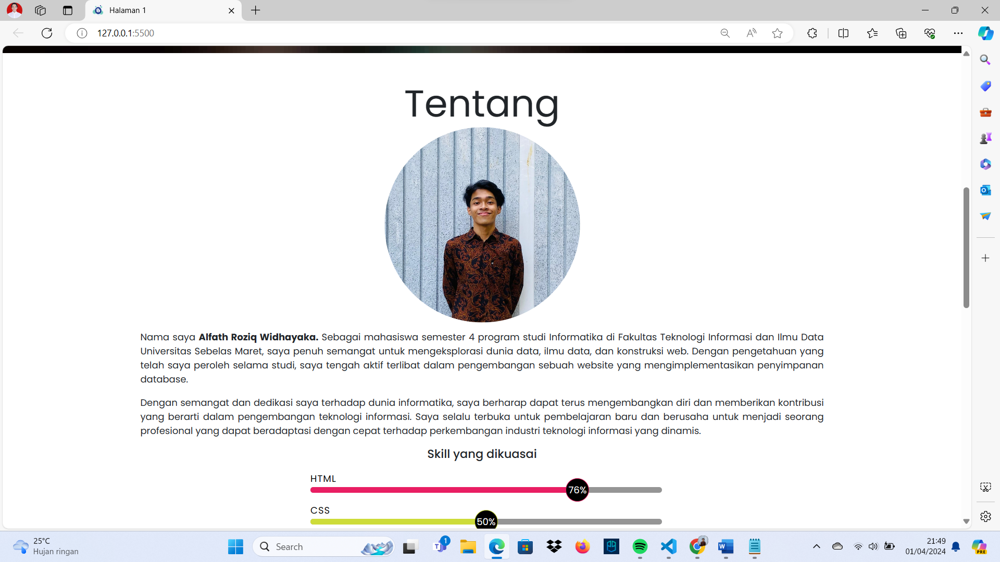 Halaman 1
127.0.0.1:5500
Tentang
Nama saya Alfath Roziq Widhayaka. Sebagai mahasiswa semester 4 program studi Informatika di Fakultas Teknologi Informasi dan Ilmu Data
Universitas Sebelas Maret, saya penuh semangat untuk mengeksplorasi dunia data, ilmu data, dan konstruksi web. Dengan pengetahuan yang
telah saya peroleh selama studi, saya tengah aktif terlibat dalam pengembangan sebuah website yang mengimplementasikan penyimpanan
database.
Dengan semangat dan dedikasi saya terhadap dunia informatika, saya berharap dapat terus mengembangkan diri dan memberikan kontribusi
yang berarti dalam pengembangan teknologi informasi. Saya selalu terbuka untuk pembelajaran baru dan berusaha untuk menjadi seorang
profesional yang dapat beradaptasi dengan cepat terhadap perkembangan industri teknologi informasi yang dinamis.
Skill yang dikuasai
HTML
76%
CSS
50%
25°C
Hujan ringan
Search
1
21:49
01/04/2024
PRE